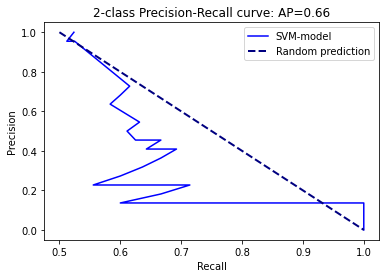 2-class Precision-Recall curve: AP=0.66
SVM-model
Random prediction
Precision
1.0
0.8
0.6
0.4
0.2
0.0
0.5 0.6 0.7 0.8 0.9 1.0
Recall